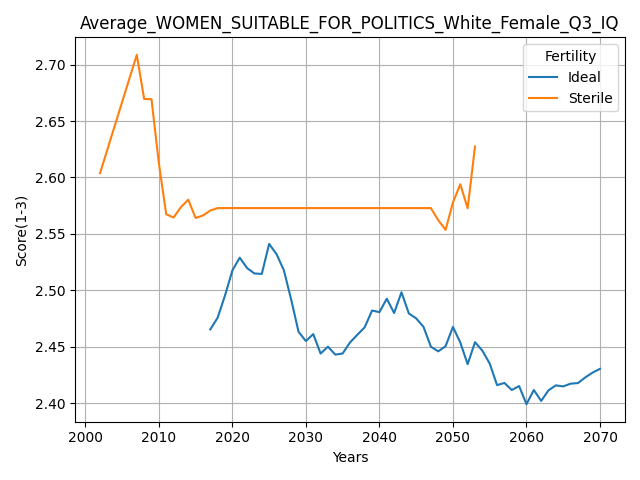 Average_WOMEN_SUITABLE_FOR_POLITICS_White_Female_Q3_IQ
Fertility
Ideal
Sterile
Score(1-3)
2.70
2.65
2.60
2.55
2.50
2.45
2.40
2000 2010 2020 2030 2040 2050 2060 2070
Years